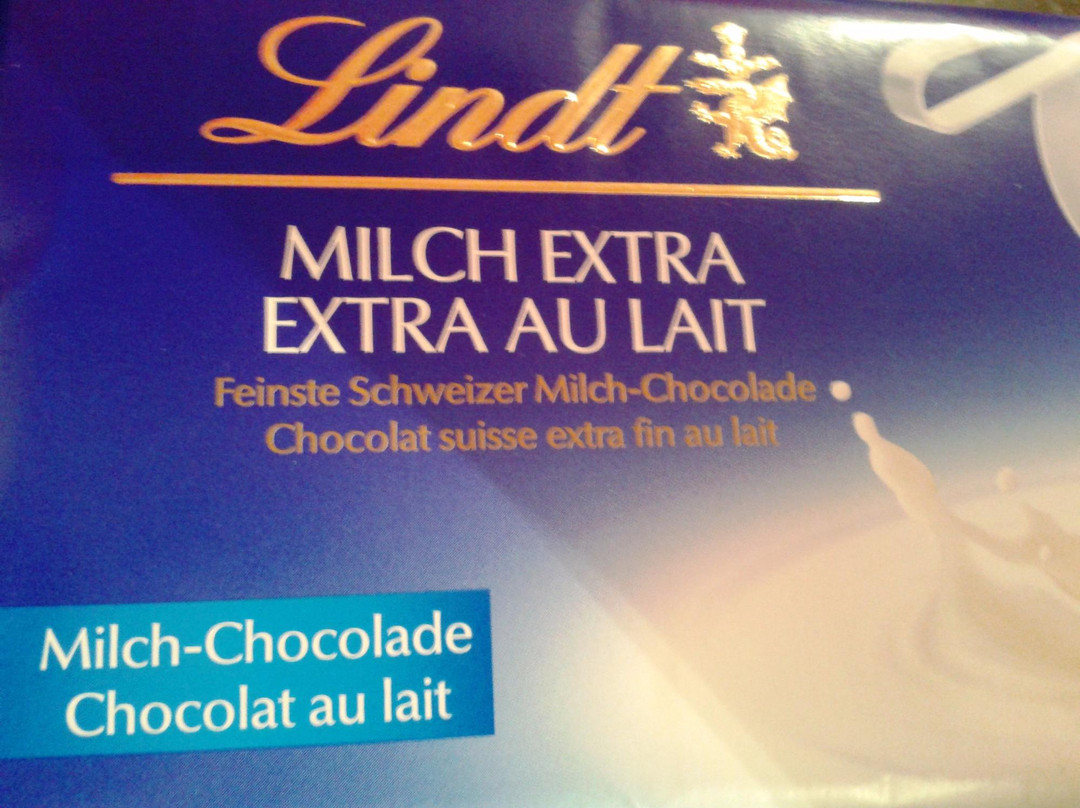 Lindt
MILCH EXTRA
EXTRA AU LAIT
Feinste Schweizer Milch-Chocolade
Chocolat suisse extra fin au lait
Milch-Chocolade
Chocolat au lait